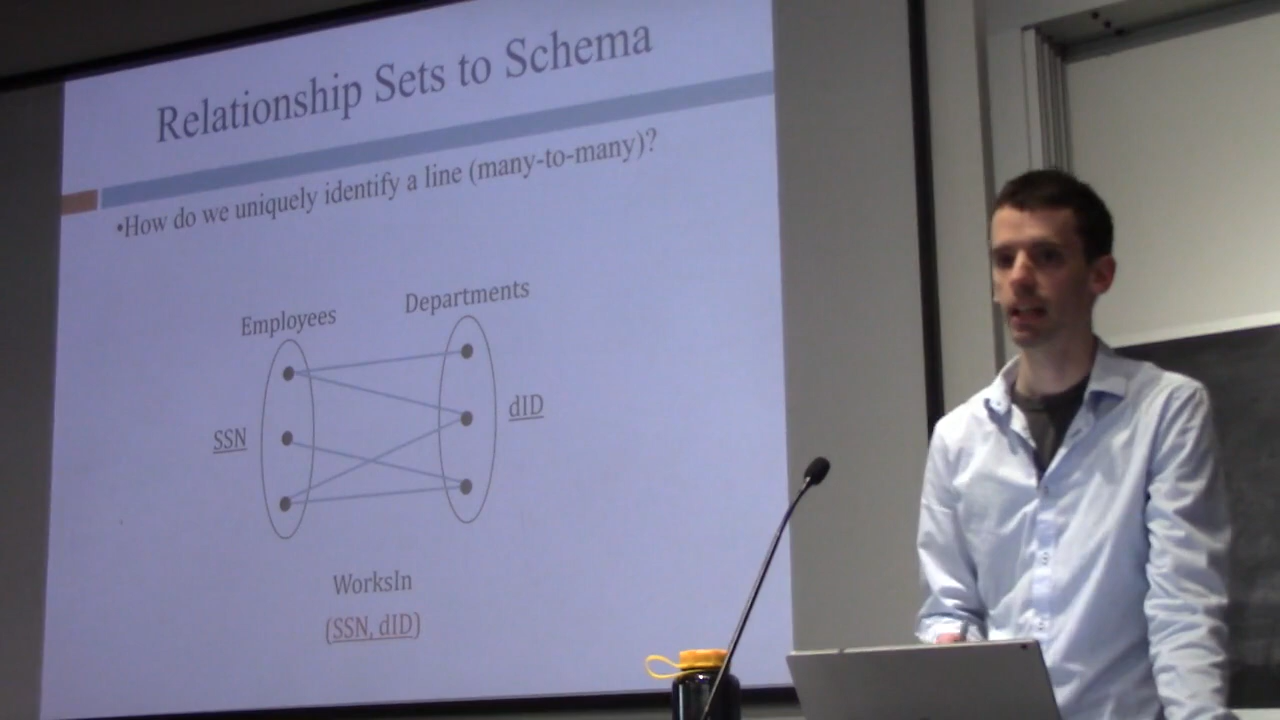 Relationship Sets to Schema
•How do we uniquely identify a line (many-to-many)?
Employees
Departments
SSN
dID
WorksIn
(SSN, dID)